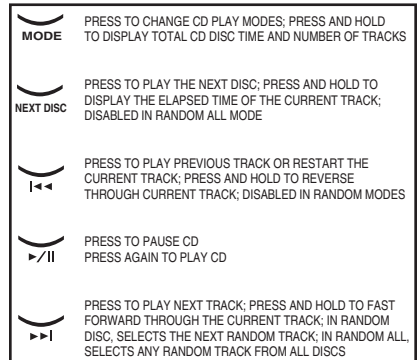 MODE
PRESS TO CHANGE CD PLAY MODES; PRESS AND HOLD
TO DISPLAY TOTAL CD DISC TIME AND NUMBER OF TRACKS
NEXT DISC
PRESS TO PLAY THE NEXT DISC; PRESS AND HOLD TO
DISPLAY THE ELAPSED TIME OF THE CURRENT TRACK;
DISABLED IN RANDOM ALL MODE
PRESS TO PLAY PREVIOUS TRACK OR RESTART THE
CURRENT TRACK; PRESS AND HOLD TO REVERSE
THROUGH CURRENT TRACK; DISABLED IN RANDOM MODES
PRESS TO PAUSE CD
PRESS AGAIN TO PLAY CD
PRESS TO PLAY NEXT TRACK; PRESS AND HOLD TO FAST
FORWARD THROUGH THE CURRENT TRACK; IN RANDOM
DISC, SELECTS THE NEXT RANDOM TRACK; IN RANDOM ALL,
SELECTS ANY RANDOM TRACK FROM ALL DISCS